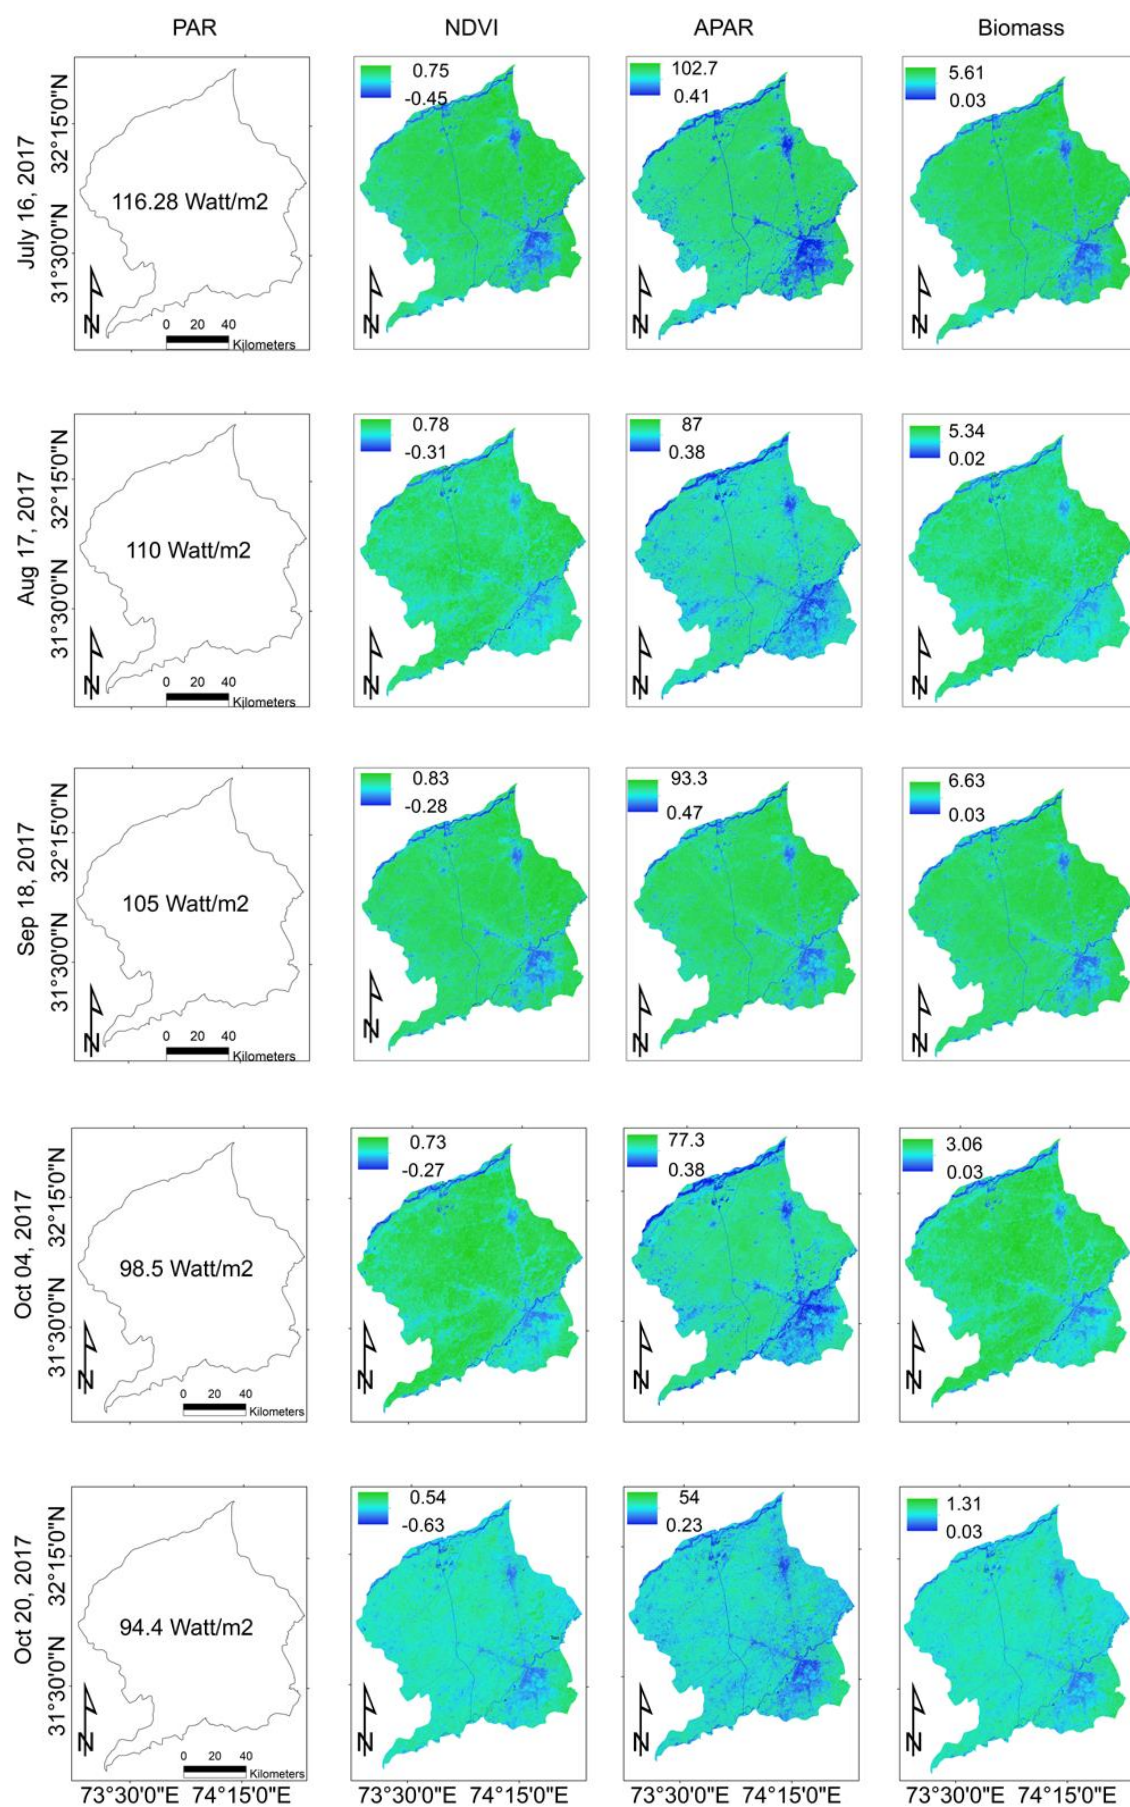 PAR NDVI APAR Biomass
July 16, 2017
32°15'0"N
31°30'0"N
116.28 Watt/m2
N
0 20 40
Kilometers
0.75
-0.45
N
102.7
0.41
N
5.61
0.03
N
Aug 17, 2017
32°15'0"N
31°30'0"N
110 Watt/m2
N
0 20 40
Kilometers
0.78
-0.31
N
87
0.38
N
5.34
0.02
N
Sep 18, 2017
32°15'0"N
31°30'0"N
105 Watt/m2
N
0 20 40
Kilometers
0.83
-0.28
N
93.3
0.47
N
6.63
0.03
N
Oct 04, 2017
32°15'0"N
31°30'0"N
98.5 Watt/m2
N
0 20 40
Kilometers
0.73
-0.27
N
77.3
0.38
N
3.06
0.03
N
Oct 20, 2017
32°15'0"N
31°30'0"N
94.4 Watt/m2
N
0 20 40
Kilometers
0.54
-0.63
N
54
0.23
N
1.31
0.03
N
73°30'0"E 74°15'0"E 73°30'0"E 74°15'0"E 73°30'0"E 74°15'0"E 73°30'0"E 74°15'0"E